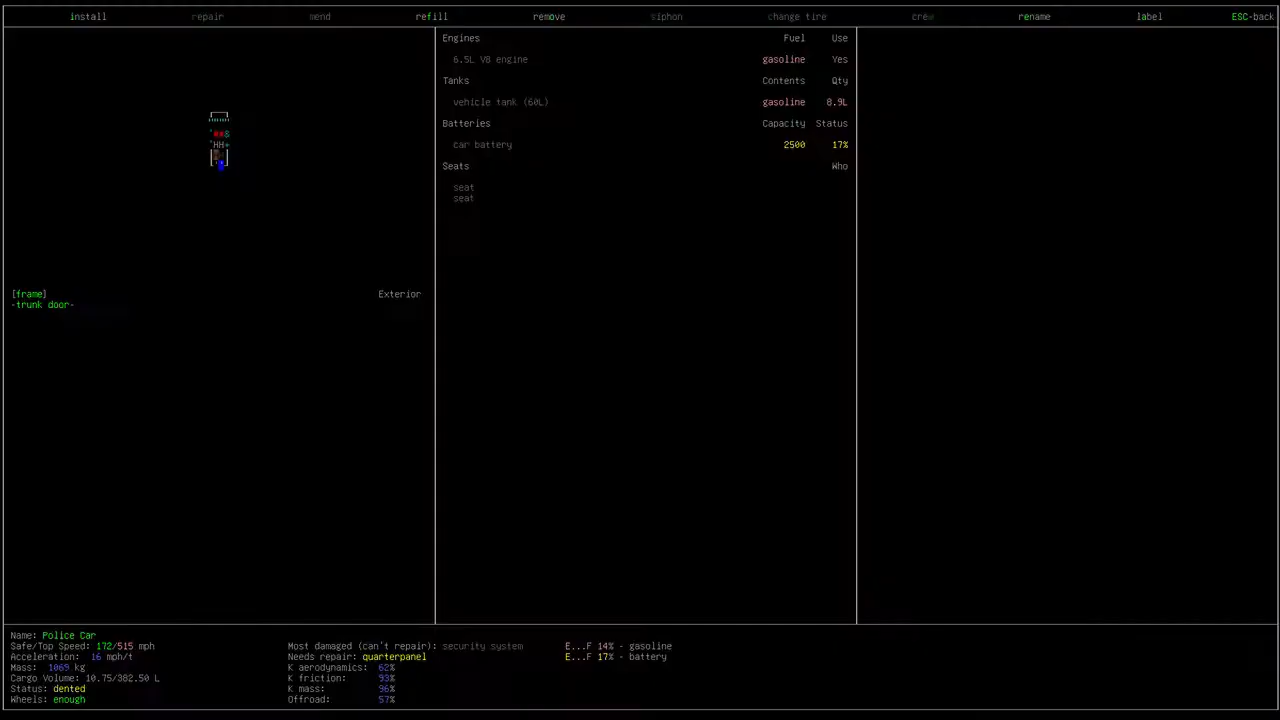 install repair mend refill remove siphon change tire crew rename label ESC-back
Engines Fuel Use
6.5L V8 engine gasoline Yes
Tanks Contents Qty
vehicle tank (60L) gasoline 8.9L
Batteries Capacity Status
car battery 2500 17%
Seats Who
seat
seat
[frame] Exterior
-trunk door-
Name: Police Car
Safe/Top Speed: 172/515 mph
Acceleration: 16 mph/t
Mass: 1069 kg
Cargo Volume: 10.75/382.50 L
Status: dented
Wheels: enough
Most damaged (can't repair): security system
Needs repair: quarterpanel
K aerodynamics: 62%
K friction: 93%
K mass: 96%
Offroad: 57%
E...F 14% - gasoline
E...F 17% - battery